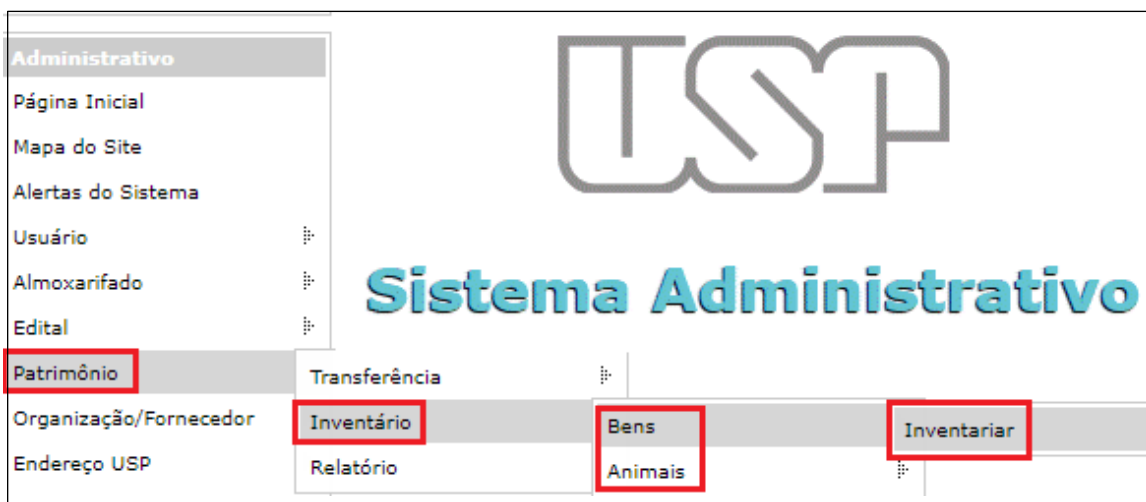 Administrativo
Página Inicial
Mapa do Site
Alertas do Sistema
Usuário
Almoxarifado
Edital
Patrimônio
Organização/Fornecedor
Endereço USP
USP
Sistema Administrativo
Transferência
Inventário
Relatório
Bens
Animais
Inventariar